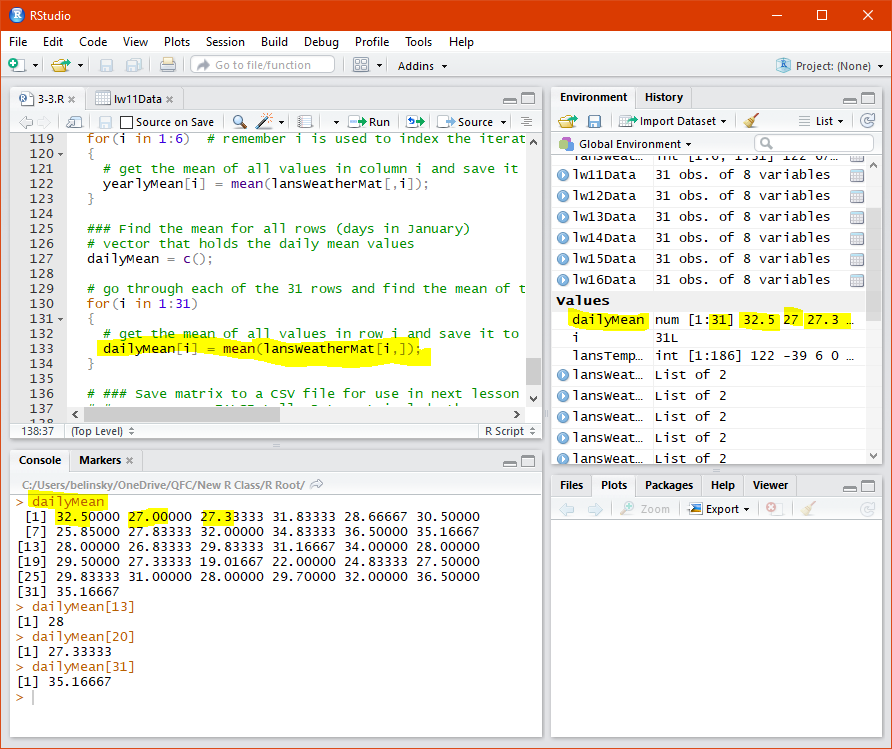 RStudio
File Edit Code View Plots Session Build Debug Profile Tools Help
Go to file/function Addins Project: (None)
3-3.R lw11Data
Source on Save Run Source
119 for(i in 1:6) # remember i is used to index the iterat
120 {
121 # get the mean of all values in column i and save it
122 yearlyMean[i] = mean(lansWeatherMat[,i]);
123 }
124
125 ### Find the mean for all rows (days in January)
126 # vector that holds the daily mean values
127 dailyMean = c();
128
129 # go through each of the 31 rows and find the mean of t
130 for(i in 1:31)
131 {
132 # get the mean of all values in row i and save it to
133 dailyMean[i] = mean(lansWeatherMat[i,]);
134 }
135
136 # ### Save matrix to a CSV file for use in next lesson
137
138:37 (Top Level) R Script
Console Markers
C:/Users/belinsky/OneDrive/QFC/New R Class/R Root/
> dailyMean
[1] 32.50000 27.00000 27.33333 31.83333 28.66667 30.50000
[7] 25.85000 27.83333 32.00000 34.83333 36.50000 35.16667
[13] 28.00000 26.83333 29.83333 31.16667 34.00000 28.00000
[19] 29.50000 27.33333 19.01667 22.00000 24.83333 27.50000
[25] 29.83333 31.00000 28.00000 29.70000 32.00000 36.50000
[31] 35.16667
> dailyMean[13]
[1] 28
> dailyMean[20]
[1] 27.33333
> dailyMean[31]
[1] 35.16667
>
Environment History
Import Dataset List
Global Environment
lw11Data 31 obs. of 8 variables
lw12Data 31 obs. of 8 variables
lw13Data 31 obs. of 8 variables
lw14Data 31 obs. of 8 variables
lw15Data 31 obs. of 8 variables
lw16Data 31 obs. of 8 variables
values
dailyMean num [1:31] 32.5 27 27.3 ...
i 31L
lansTemp... int [1:186] 122 -39 6 0 ...
lansWeat... List of 2
lansWeat... List of 2
lansWeat... List of 2
lansWeat... List of 2
lansWeat... List of 2
Files Plots Packages Help Viewer
Zoom Export